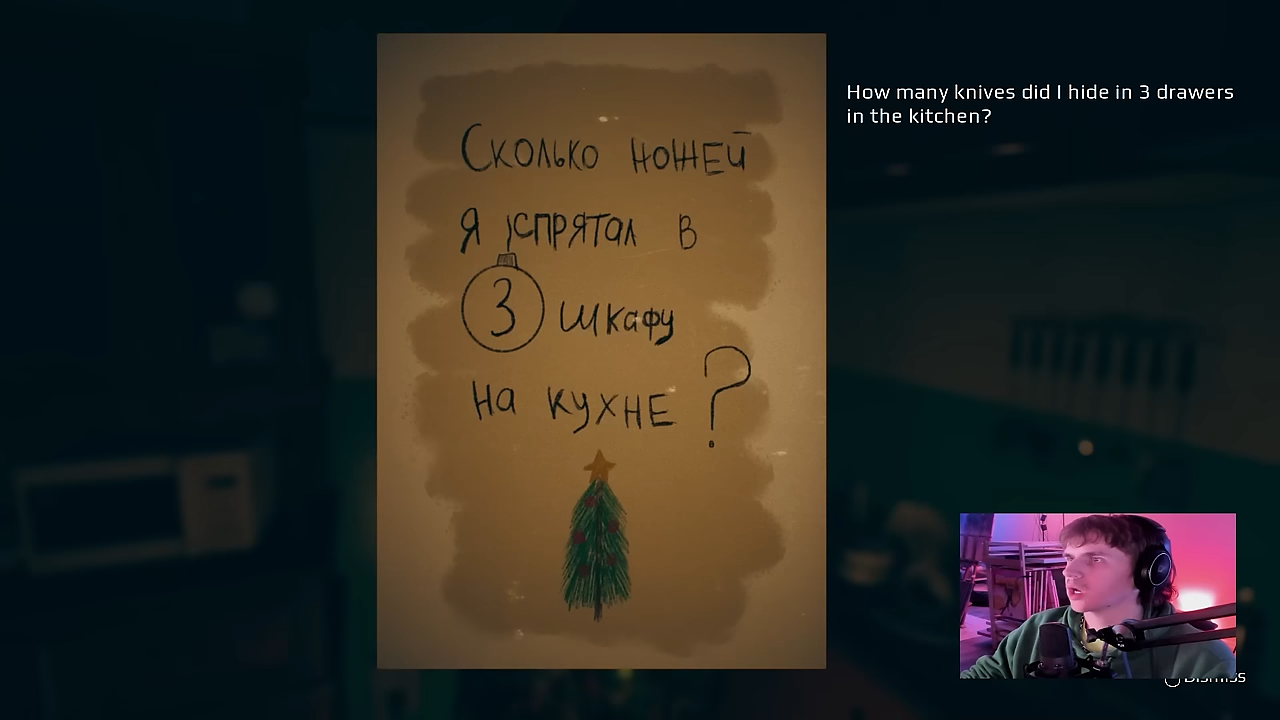 Сколько ножей
я спрятал в
3 шкафу
на кухне?
How many knives did I hide in 3 drawers
in the kitchen?
Dismiss